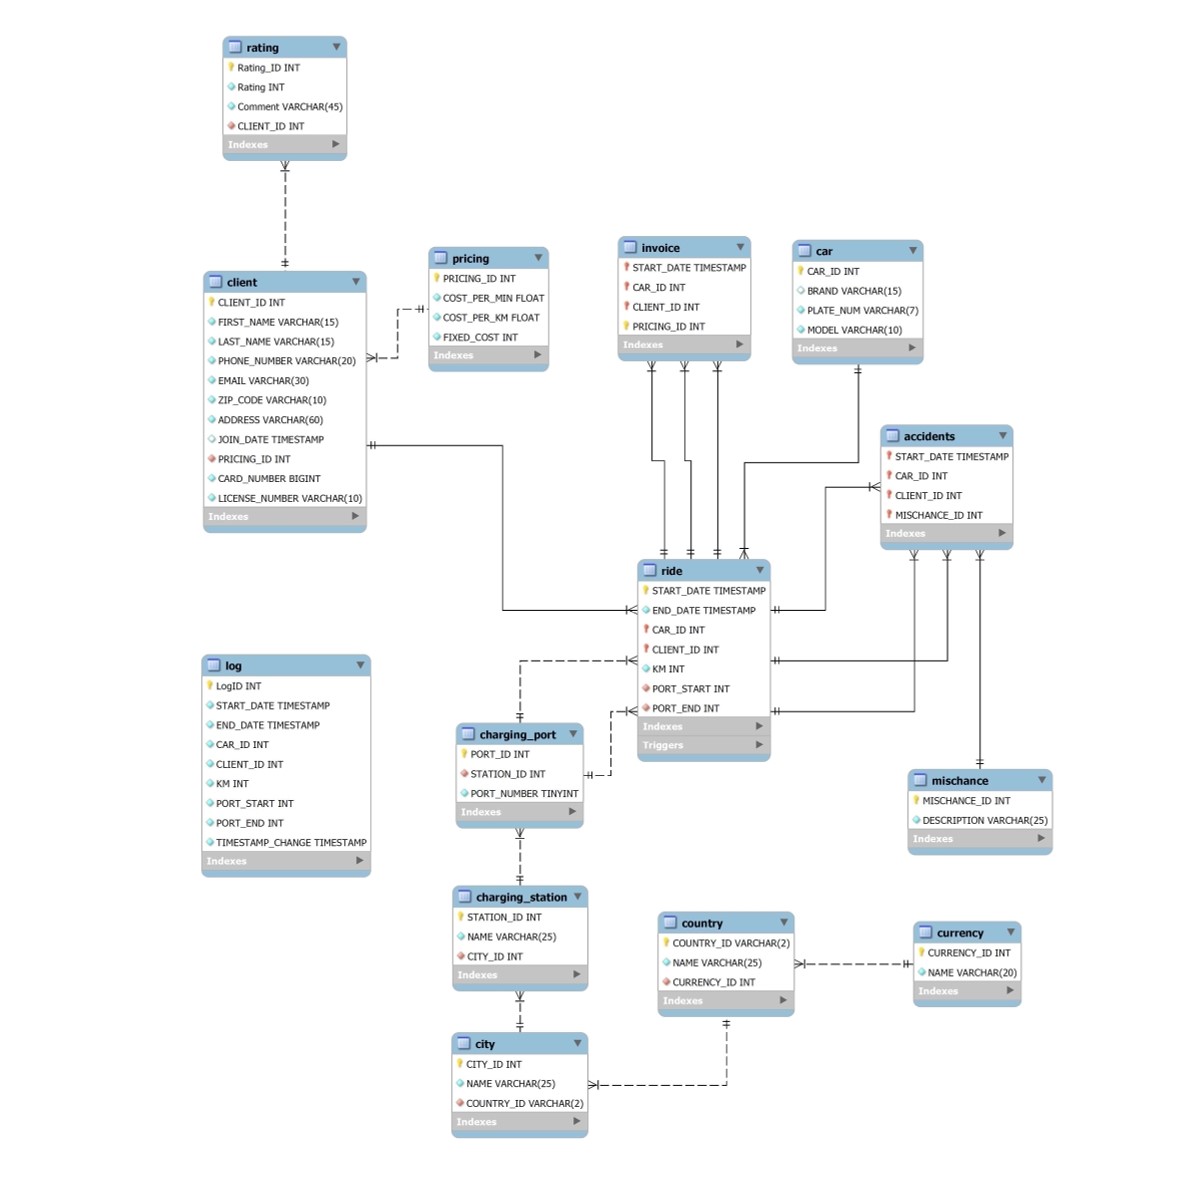 rating
Rating_ID INT
Rating INT
Comment VARCHAR(45)
CLIENT_ID INT
Indexes
client
CLIENT_ID INT
FIRST_NAME VARCHAR(15)
LAST_NAME VARCHAR(15)
PHONE_NUMBER VARCHAR(20)
EMAIL VARCHAR(30)
ZIP_CODE VARCHAR(10)
ADDRESS VARCHAR(60)
JOIN_DATE TIMESTAMP
PRICING_ID INT
CARD_NUMBER BIGINT
LICENSE_NUMBER VARCHAR(10)
Indexes
pricing
PRICING_ID INT
COST_PER_MIN FLOAT
COST_PER_KM FLOAT
FIXED_COST INT
Indexes
invoice
START_DATE TIMESTAMP
CAR_ID INT
CLIENT_ID INT
PRICING_ID INT
Indexes
car
CAR_ID INT
BRAND VARCHAR(15)
PLATE_NUM VARCHAR(7)
MODEL VARCHAR(10)
Indexes
accidents
START_DATE TIMESTAMP
CAR_ID INT
CLIENT_ID INT
MISCHANCE_ID INT
Indexes
ride
START_DATE TIMESTAMP
END_DATE TIMESTAMP
CAR_ID INT
CLIENT_ID INT
KM INT
PORT_START INT
PORT_END INT
Indexes
Triggers
log
LogID INT
START_DATE TIMESTAMP
END_DATE TIMESTAMP
CAR_ID INT
CLIENT_ID INT
KM INT
PORT_START INT
PORT_END INT
TIMESTAMP_CHANGE TIMESTAMP
Indexes
charging_port
PORT_ID INT
STATION_ID INT
PORT_NUMBER TINYINT
Indexes
mischance
MISCHANCE_ID INT
DESCRIPTION VARCHAR(25)
Indexes
charging_station
STATION_ID INT
NAME VARCHAR(25)
CITY_ID INT
Indexes
country
COUNTRY_ID VARCHAR(2)
NAME VARCHAR(25)
CURRENCY_ID INT
Indexes
currency
CURRENCY_ID INT
NAME VARCHAR(20)
Indexes
city
CITY_ID INT
NAME VARCHAR(25)
COUNTRY_ID VARCHAR(2)
Indexes